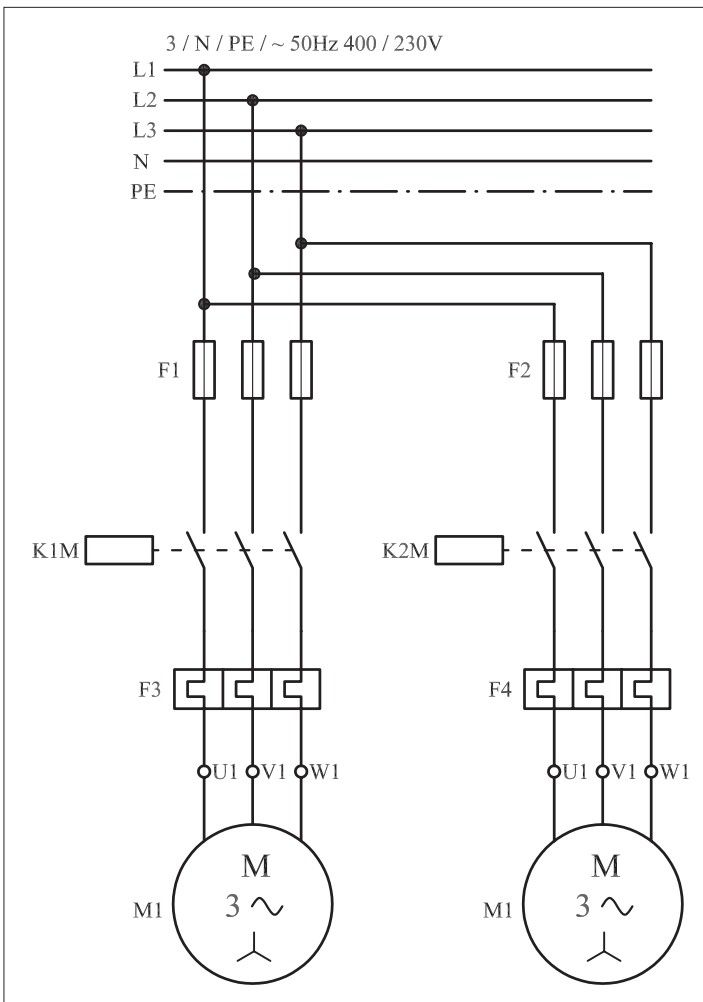 3 / N / PE / ~ 50Hz 400 / 230V
L1
L2
L3
N
PE
F1
F2
K1M
K2M
F3
F4
U1 V1 W1
U1 V1 W1
M
3 ~
M1
M
3 ~
M1